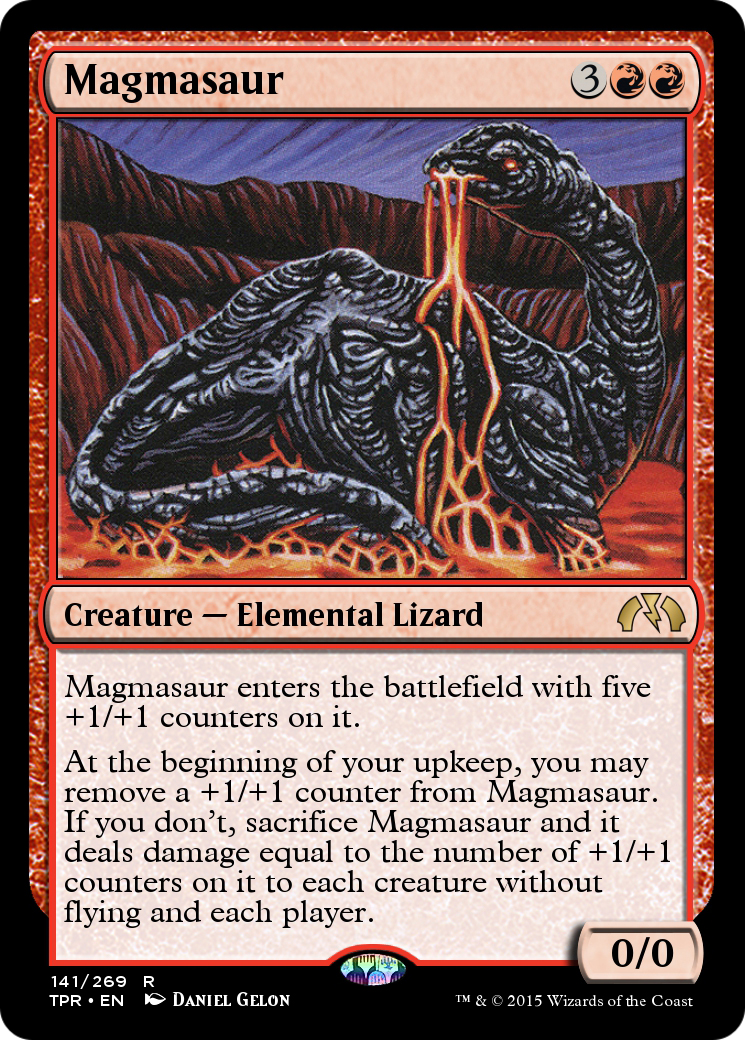 Magmasaur 3
Creature — Elemental Lizard
Magmasaur enters the battlefield with five
+1/+1 counters on it.
At the beginning of your upkeep, you may
remove a +1/+1 counter from Magmasaur.
If you don't, sacrifice Magmasaur and it
deals damage equal to the number of +1/+1
counters on it to each creature without
flying and each player.
0/0
141/269 R
TPR • EN Daniel Gelon
™ & © 2015 Wizards of the Coast